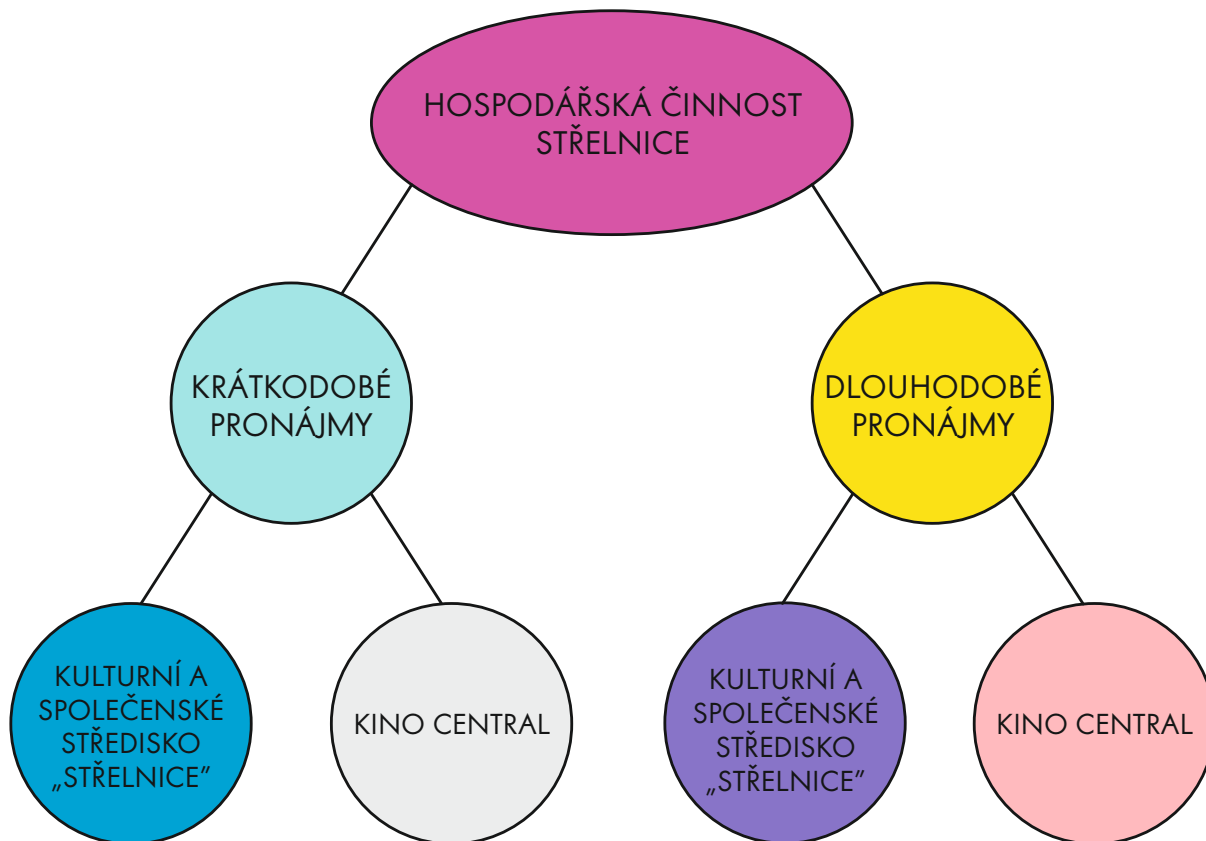 HOSPODÁŘSKÁ ČINNOST
STŘELNICE
KRÁTKODOBÉ
PRONÁJMY
DLOUHODOBÉ
PRONÁJMY
KULTURNÍ A
SPOLEČENSKÉ
STŘEDISKO
„STŘELNICE”
KINO CENTRAL
KULTURNÍ A
SPOLEČENSKÉ
STŘEDISKO
„STŘELNICE”
KINO CENTRAL